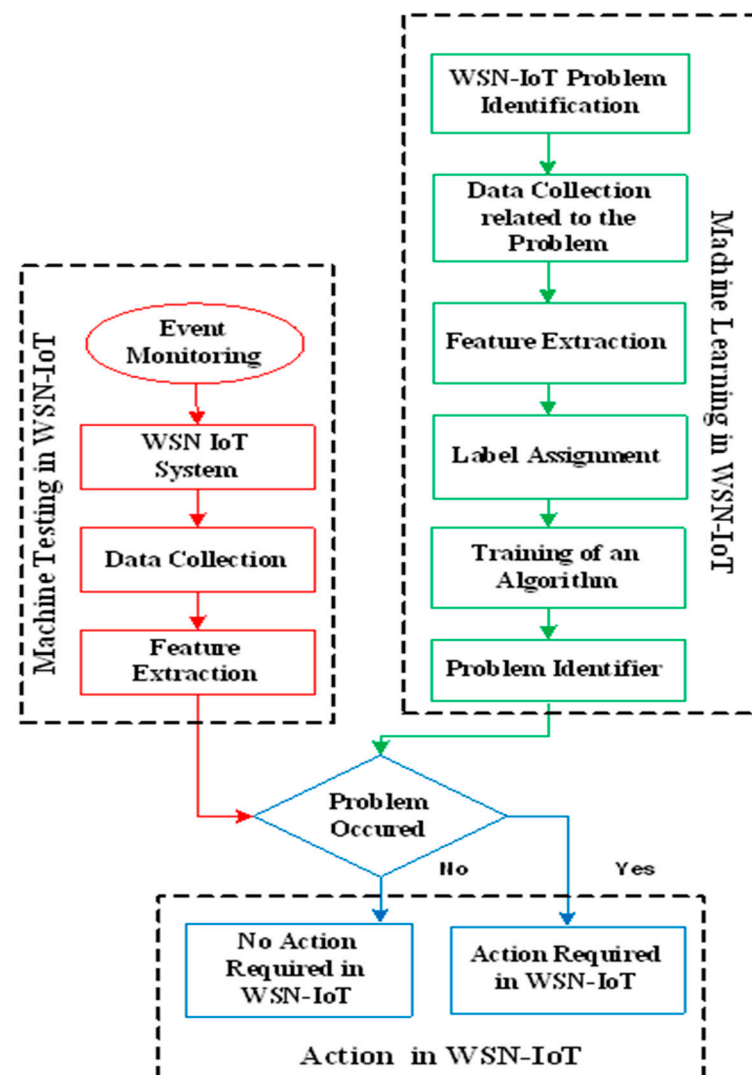 WSN-IoT Problem
Identification
Data Collection
related to the
Problem
Feature Extraction
Label Assignment
Training of an
Algorithm
Problem Identifier
Machine Learning in WSN-IoT
Machine Testing in WSN-IoT
Event
Monitoring
WSN IoT
System
Data Collection
Feature
Extraction
Problem
Occured
No
Yes
No Action
Required in
WSN-IoT
Action Required
in WSN-IoT
Action in WSN-IoT